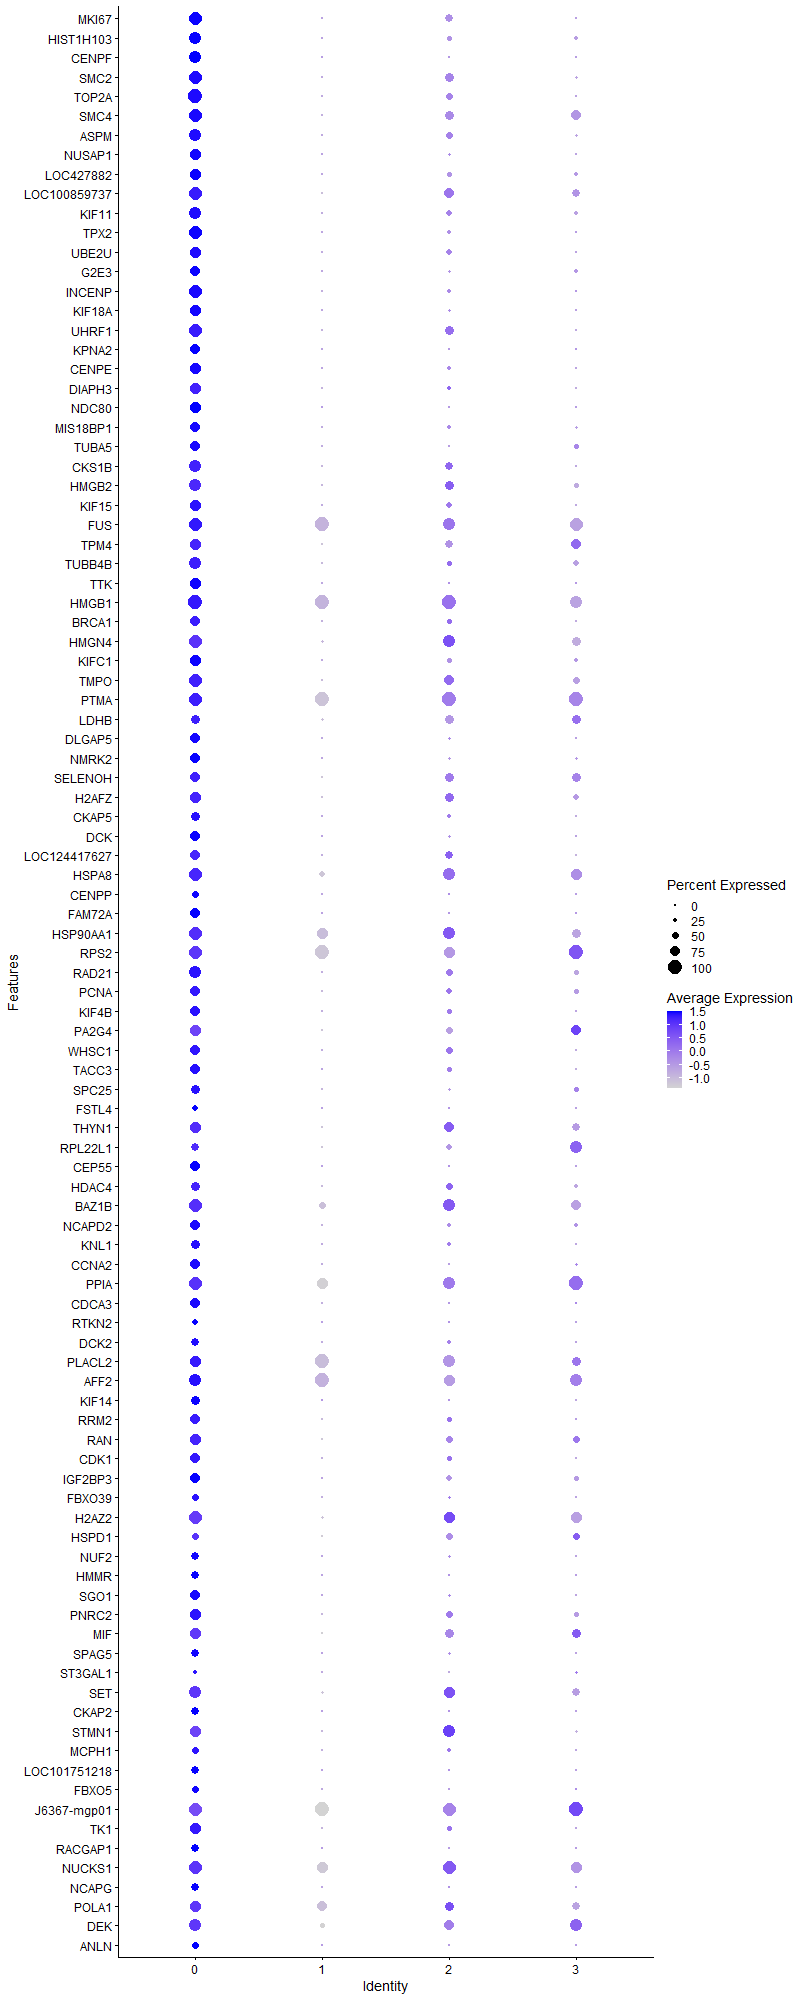 MKI67
HIST1H103
CENPF
SMC2
TOP2A
SMC4
ASPM
NUSAP1
LOC427882
LOC100859737
KIF11
TPX2
UBE2U
G2E3
INCENP
KIF18A
UHRF1
KPNA2
CENPE
DIAPH3
NDC80
MIS18BP1
TUBA5
CKS1B
HMGB2
KIF15
FUS
TPM4
TUBB4B
TTK
HMGB1
BRCA1
HMGN4
KIFC1
TMPO
PTMA
LDHB
DLGAP5
NMRK2
SELENOH
H2AFZ
CKAP5
DCK
LOC124417627
HSPA8
CENPP
FAM72A
HSP90AA1
RPS2
RAD21
PCNA
KIF4B
PA2G4
WHSC1
TACC3
SPC25
FSTL4
THYN1
RPL22L1
CEP55
HDAC4
BAZ1B
NCAPD2
KNL1
CCNA2
PPIA
CDCA3
RTKN2
DCK2
PLACL2
AFF2
KIF14
RRM2
RAN
CDK1
IGF2BP3
FBXO39
H2AZ2
HSPD1
NUF2
HMMR
SGO1
PNRC2
MIF
SPAG5
ST3GAL1
SET
CKAP2
STMN1
MCPH1
LOC101751218
FBXO5
J6367-mgp01
TK1
RACGAP1
NUCKS1
NCAPG
POLA1
DEK
ANLN
Features
0 1 2 3
Identity
Percent Expressed
0
25
50
75
100
Average Expression
1.5
1.0
0.5
0.0
-0.5
-1.0